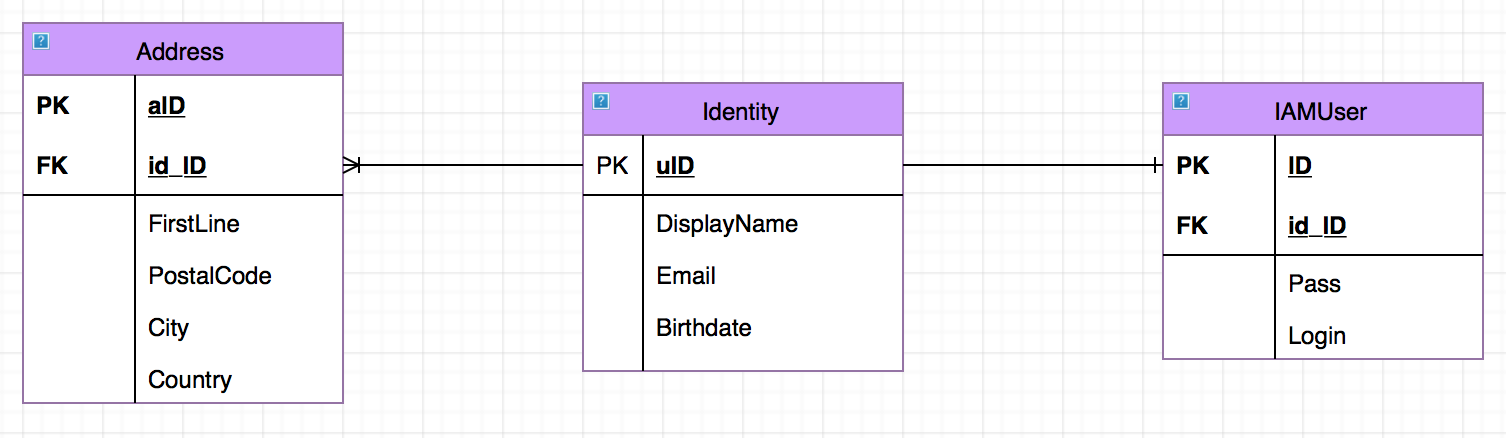 Address
PK aID
FK id_ID
FirstLine
PostalCode
City
Country
Identity
PK uID
DisplayName
Email
Birthdate
IAMUser
PK ID
FK id_ID
Pass
Login